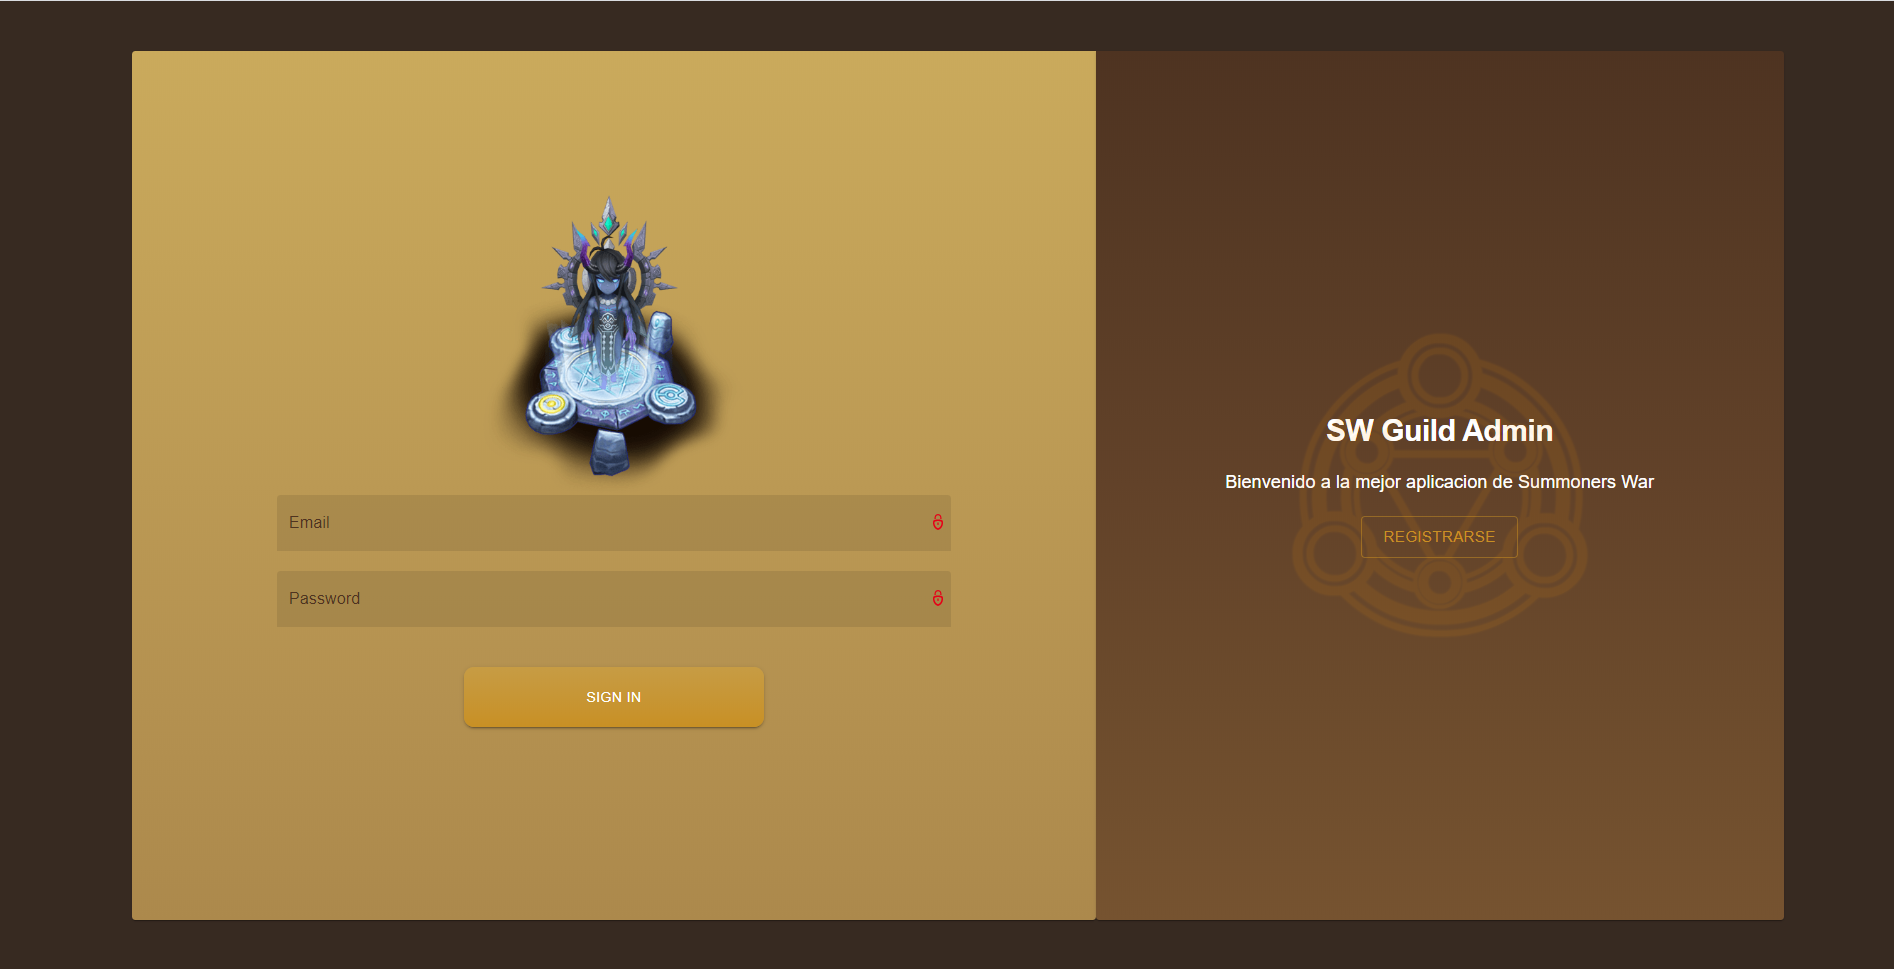 Email
Password
SIGN IN
SW Guild Admin
Bienvenido a la mejor aplicacion de Summoners War
REGISTRARSE